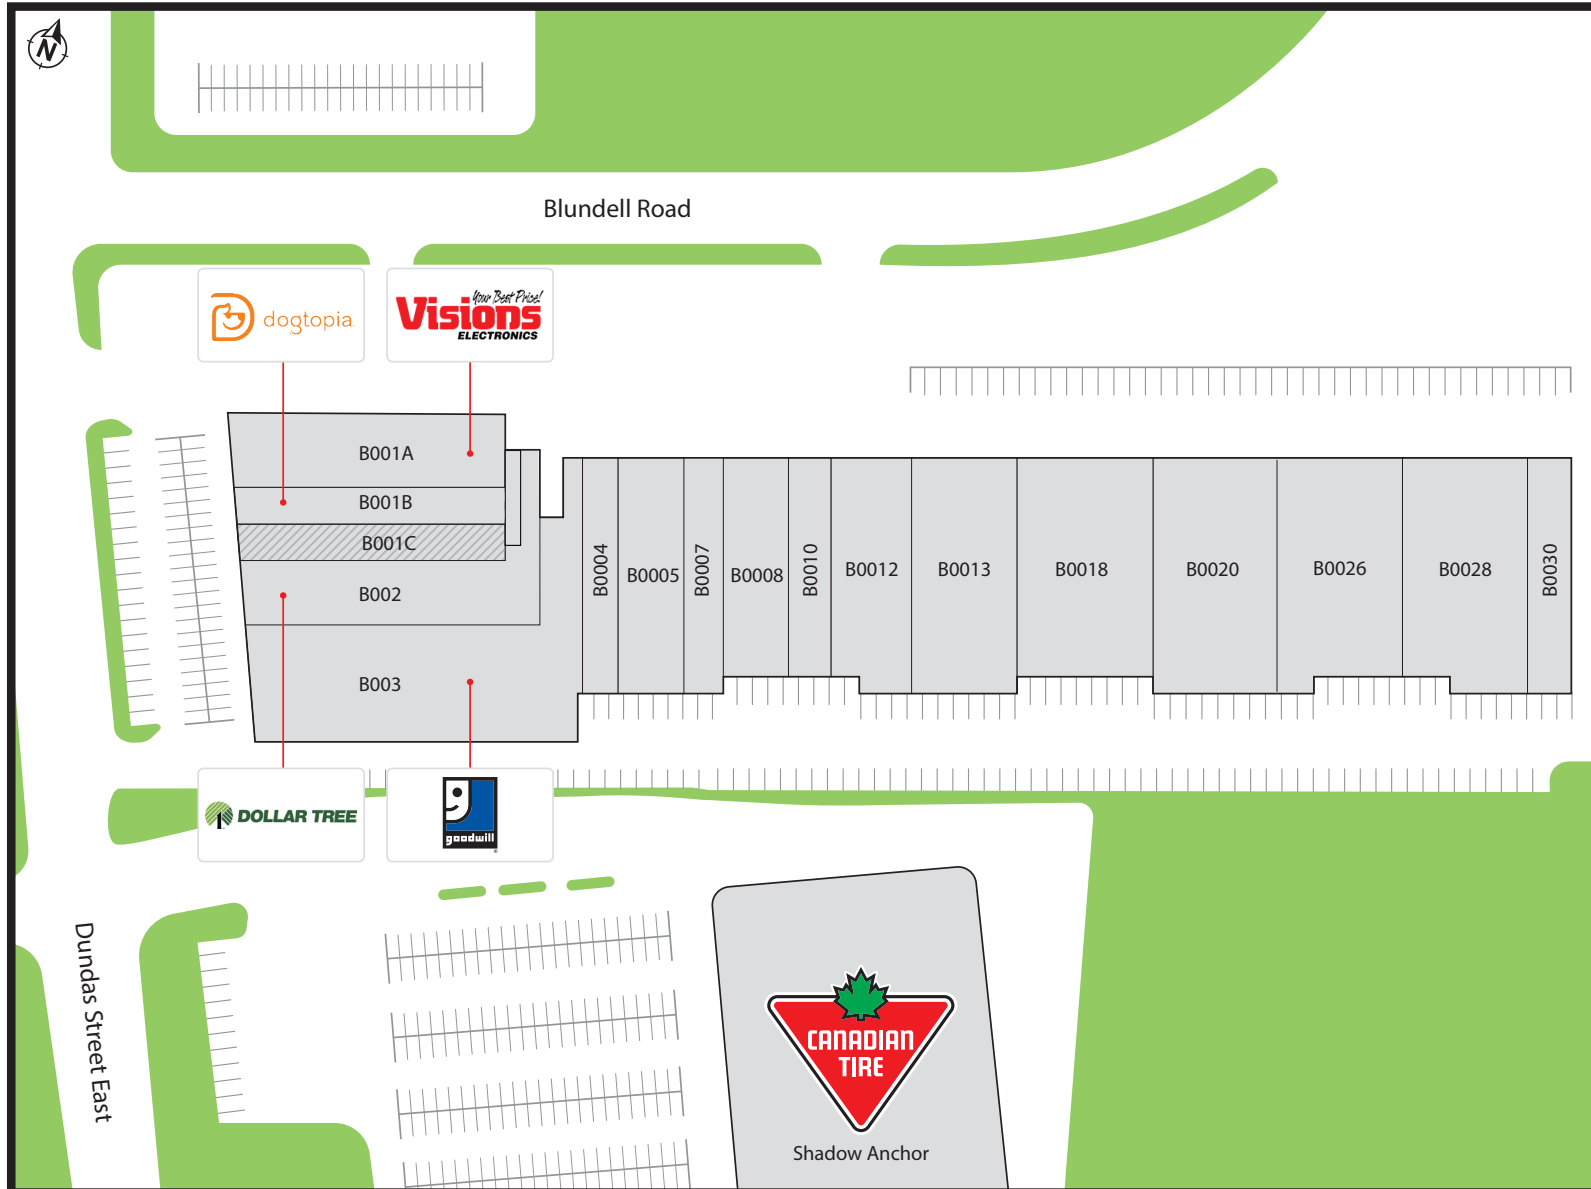 N
Blundell Road
dogtopia
Your Best Price!
Visions
ELECTRONICS
B001A
B001B
B001C
B002
B003
B0004
B0005
B0007
B0008
B0010
B0012
B0013
B0018
B0020
B0026
B0028
B0030
1
DOLLAR TREE
goodwill
Dundas Street East
CANADIAN
TIRE
Shadow Anchor